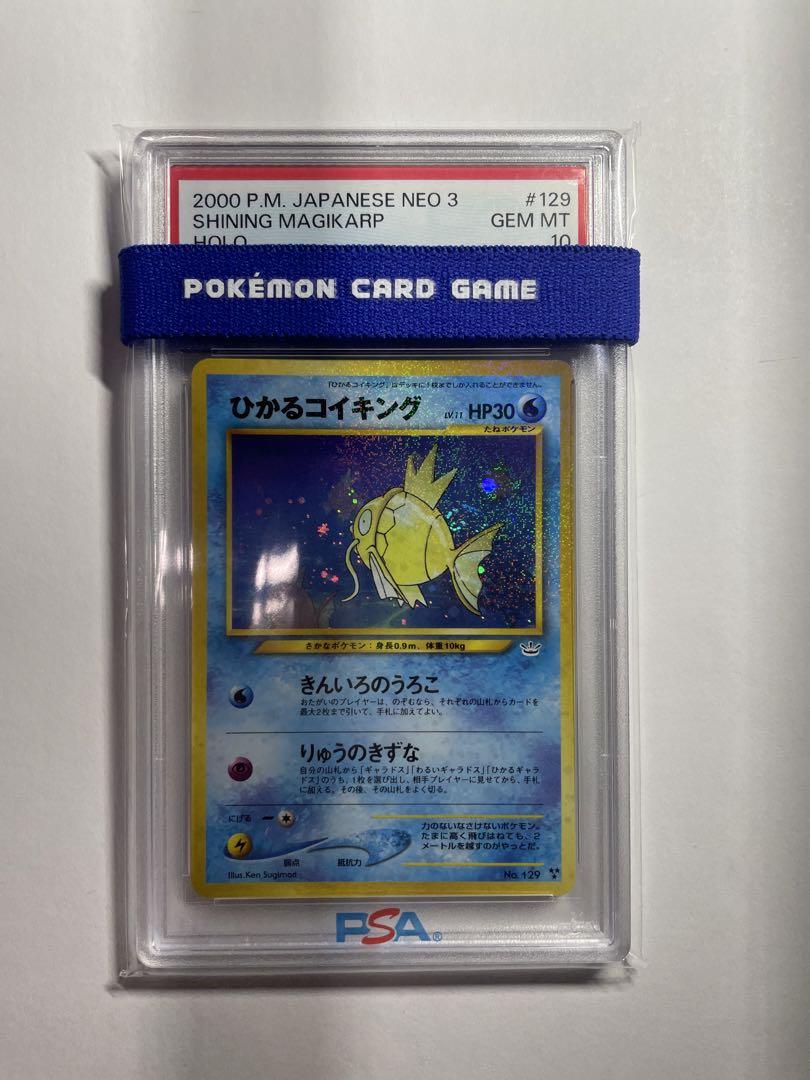 2000 P.M. JAPANESE NEO 3 #129
SHINING MAGIKARP GEM MT
HOLO 10
POKÉMON CARD GAME
「ひかるコイキング」はデッキに1枚までしか入れることができません。
ひかるコイキング LV.11 HP30
たねポケモン
さかなポケモン：身長0.9m、体重10kg
きんいろのうろこ
おたがいのプレイヤーは、のぞむなら、それぞれの山札からカードを
最大2枚まで引いて、手札に加えてよい。
りゅうのきずな
自分の山札から「ギャラドス」「わるいギャラドス」「ひかるギャラ
ドス」のうち、1枚を選び出し、相手プレイヤーに見せてから、手札
に加える。その後、その山札をよく切る。
にげる
力のないなさけないポケモン。
たまに高く飛びはねても、2
メートルを越すのがやっとだ。
弱点 抵抗力
Illus.Ken Sugimori No.129
PSA®